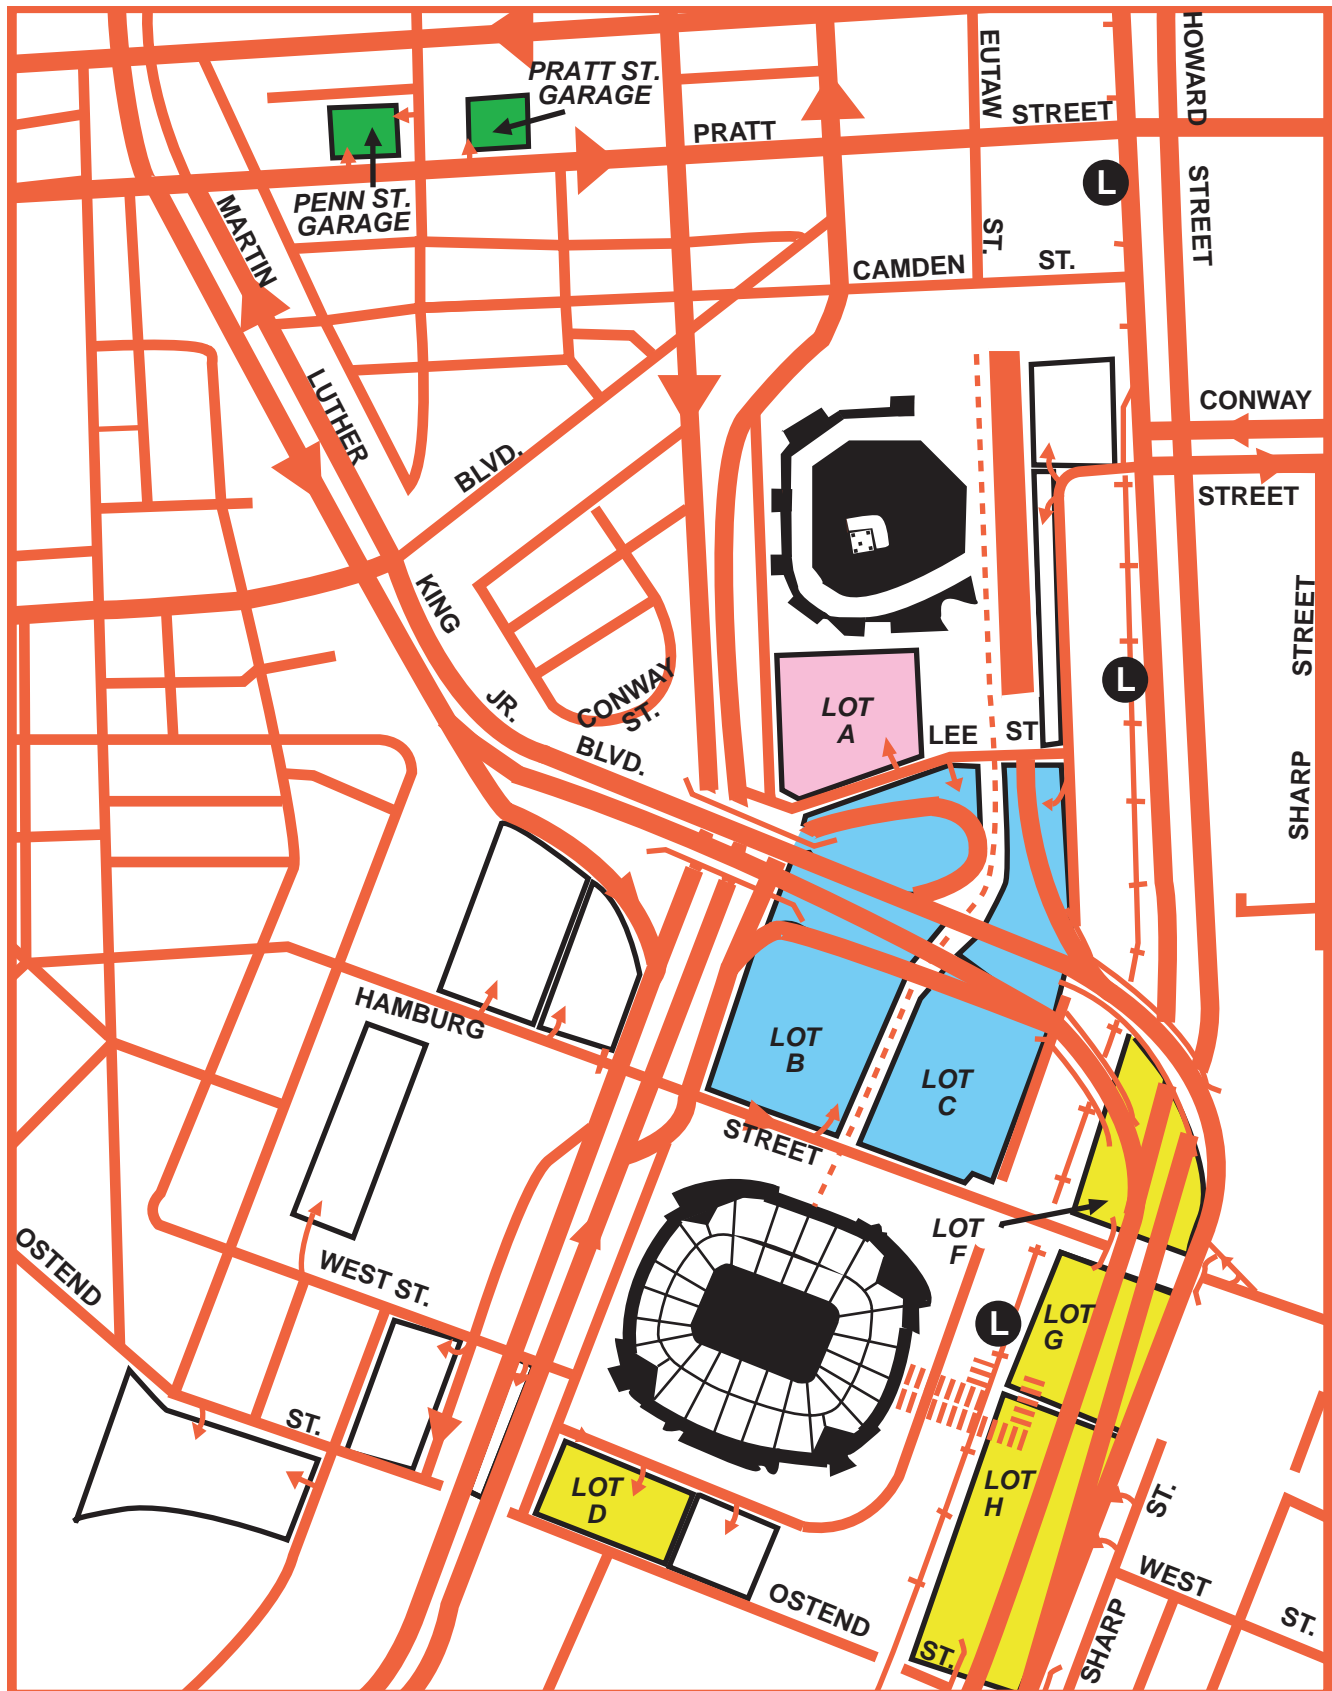 PRATT ST.
GARAGE
EUTAW
ST.
HOWARD
STREET
PRATT
STREET
L
PENN ST.
GARAGE
MARTIN
LUTHER
KING
JR.
BLVD.
CAMDEN
ST.
BLVD.
CONWAY
STREET
STREET
SHARP
CONWAY
ST.
L
LOT
A
LEE
ST
HAMBURG
STREET
LOT
B
LOT
C
LOT
F
L
LOT
G
OSTEND
ST.
WEST ST.
LOT
D
LOT
H
OSTEND
ST.
SHARP
ST.
WEST
ST.